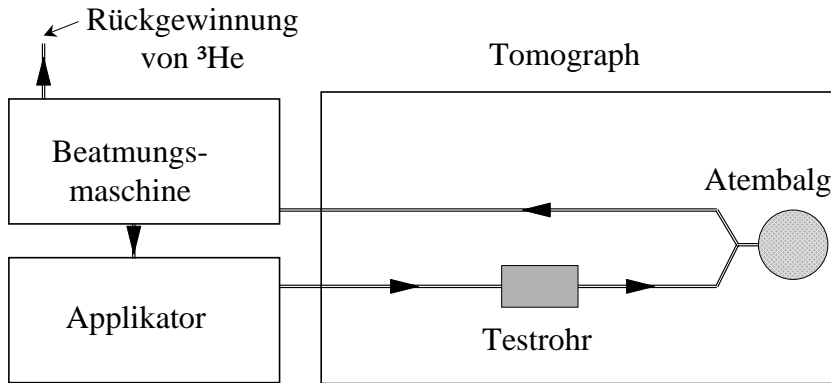 Rückgewinnung
von ³He
Tomograph
Beatmungs-
maschine
Atembalg
Applikator
Testrohr